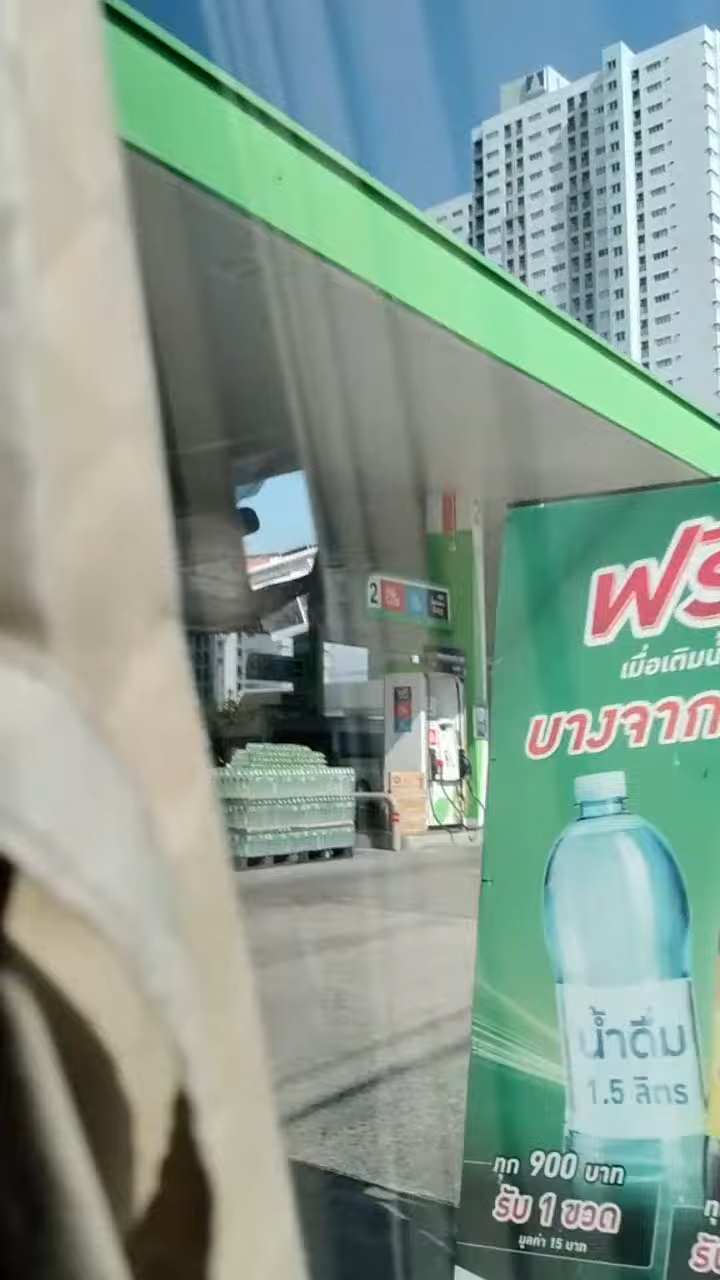 2
ฟรี
เมื่อเติมน้ำ
บางจาก
น้ำดื่ม
1.5 ลิตร
ทุก 900 บาท
รับ 1 ขวด
มูลค่า 15 บาท